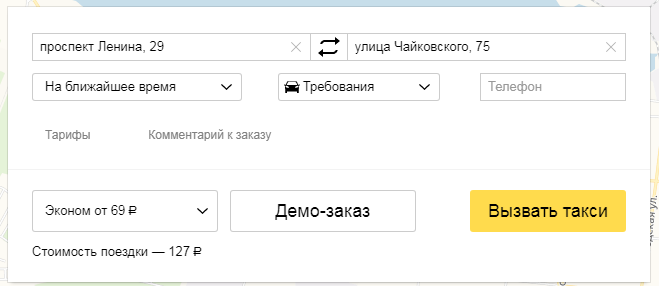 проспект Ленина, 29
улица Чайковского, 75
На ближайшее время
Требования
Телефон
Тарифы
Комментарий к заказу
Эконом от 69 ₽
Демо-заказ
Вызвать такси
Стоимость поездки — 127 ₽
ул.